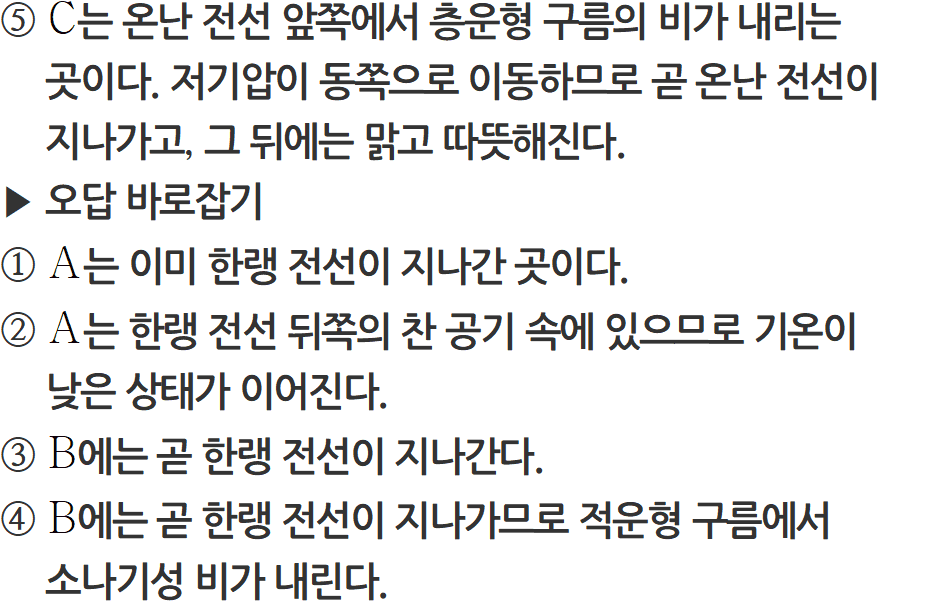 ⑤ C는 온난 전선 앞쪽에서 층운형 구름의 비가 내리는
곳이다. 저기압이 동쪽으로 이동하므로 곧 온난 전선이
지나가고, 그 뒤에는 맑고 따뜻해진다.
▶ 오답 바로잡기
① A는 이미 한랭 전선이 지나간 곳이다.
② A는 한랭 전선 뒤쪽의 찬 공기 속에 있으므로 기온이
낮은 상태가 이어진다.
③ B에는 곧 한랭 전선이 지나간다.
④ B에는 곧 한랭 전선이 지나가므로 적운형 구름에서
소나기성 비가 내린다.